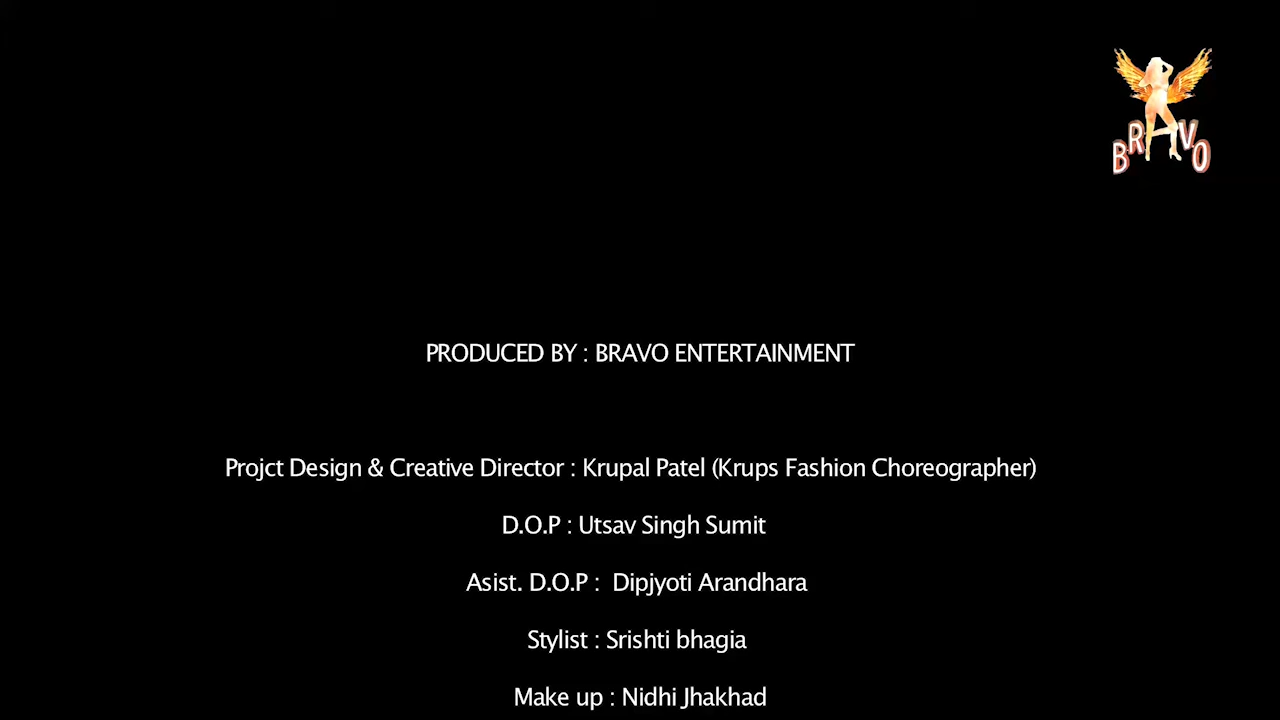 BRAVO
PRODUCED BY : BRAVO ENTERTAINMENT
Projct Design & Creative Director : Krupal Patel (Krups Fashion Choreographer)
D.O.P : Utsav Singh Sumit
Asist. D.O.P :  Dipjyoti Arandhara
Stylist : Srishti bhagia
Make up : Nidhi Jhakhad